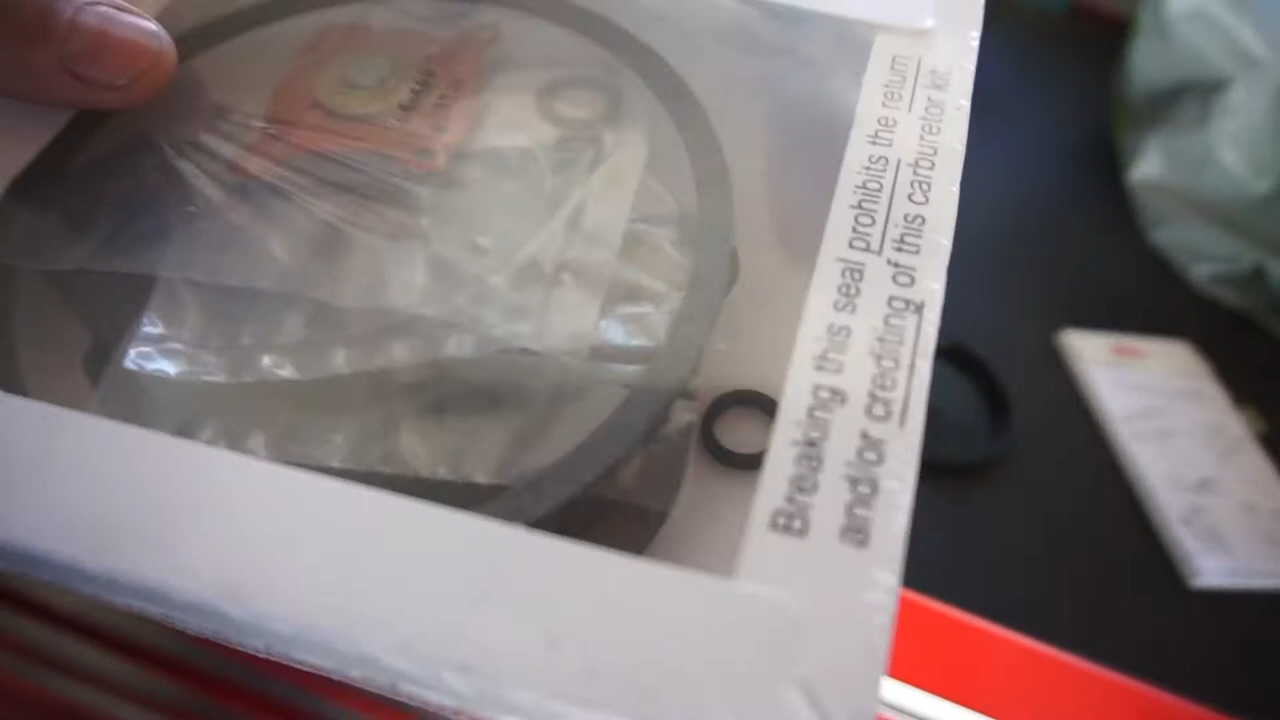 Breaking this seal prohibits the return
and/or crediting of this carburetor kit.